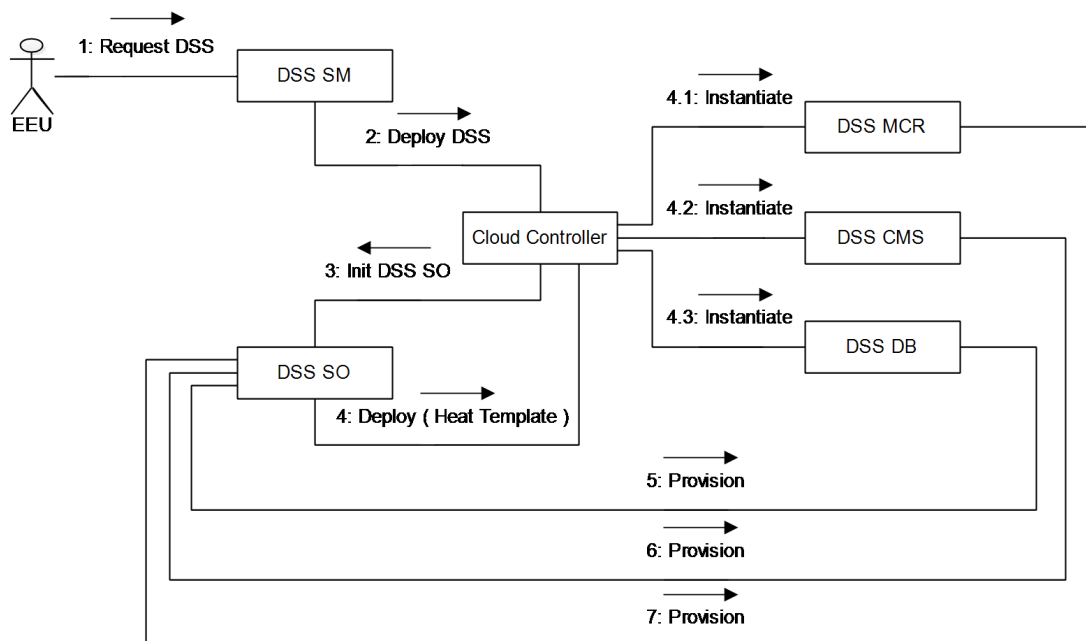 1: Request DSS
EEU
DSS SM
2: Deploy DSS
4.1: Instantiate
DSS MCR
4.2: Instantiate
DSS CMS
Cloud Controller
3: Init DSS SO
4.3: Instantiate
DSS DB
DSS SO
4: Deploy ( Heat Template )
5: Provision
6: Provision
7: Provision